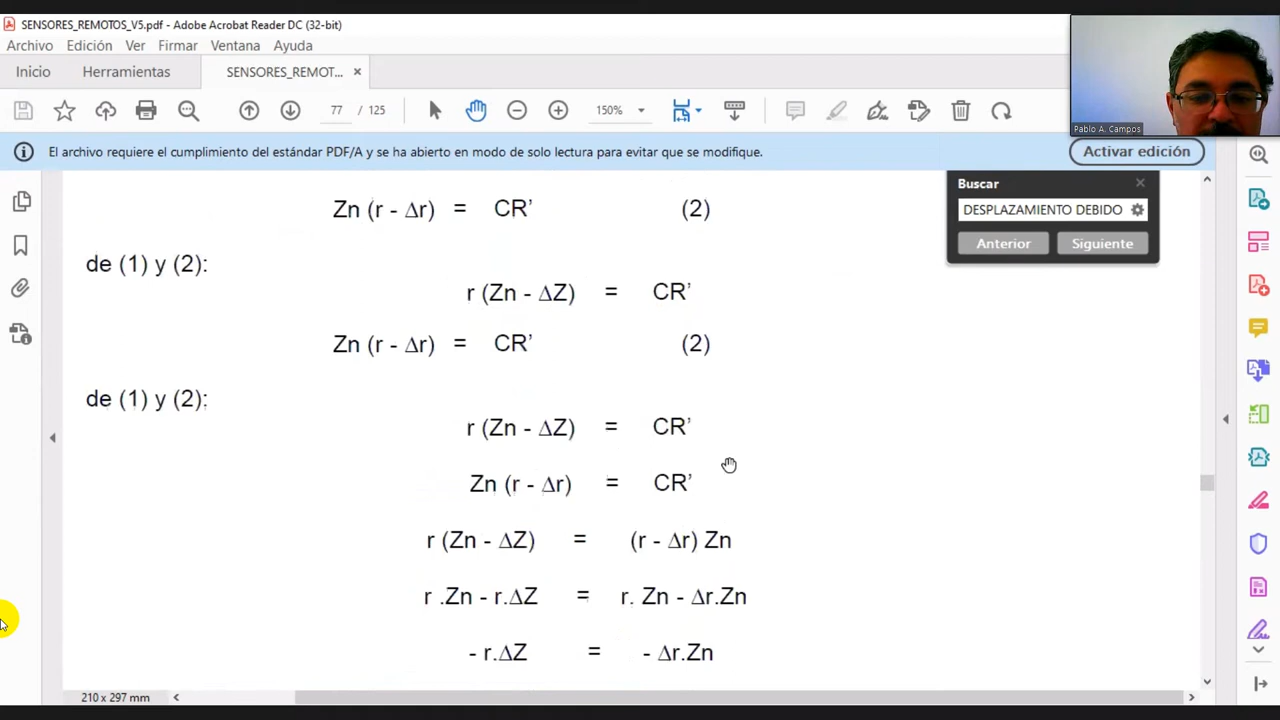 SENSORES_REMOTOS_V5.pdf - Adobe Acrobat Reader DC (32-bit)
Archivo Edición Ver Firmar Ventana Ayuda
Inicio Herramientas SENSORES_REMOT... ×
77 / 125 150%
Pablo A. Campos
El archivo requiere el cumplimiento del estándar PDF/A y se ha abierto en modo de solo lectura para evitar que se modifique. Activar edición
Buscar ×
DESPLAZAMIENTO DEBIDO
Anterior Siguiente
Zn (r - Δr) = CR’ (2)
de (1) y (2):
r (Zn - ΔZ) = CR’
Zn (r - Δr) = CR’ (2)
de (1) y (2):
r (Zn - ΔZ) = CR’
Zn (r - Δr) = CR’
r (Zn - ΔZ) = (r - Δr) Zn
r .Zn - r.ΔZ = r. Zn - Δr.Zn
- r.ΔZ = - Δr.Zn
210 x 297 mm